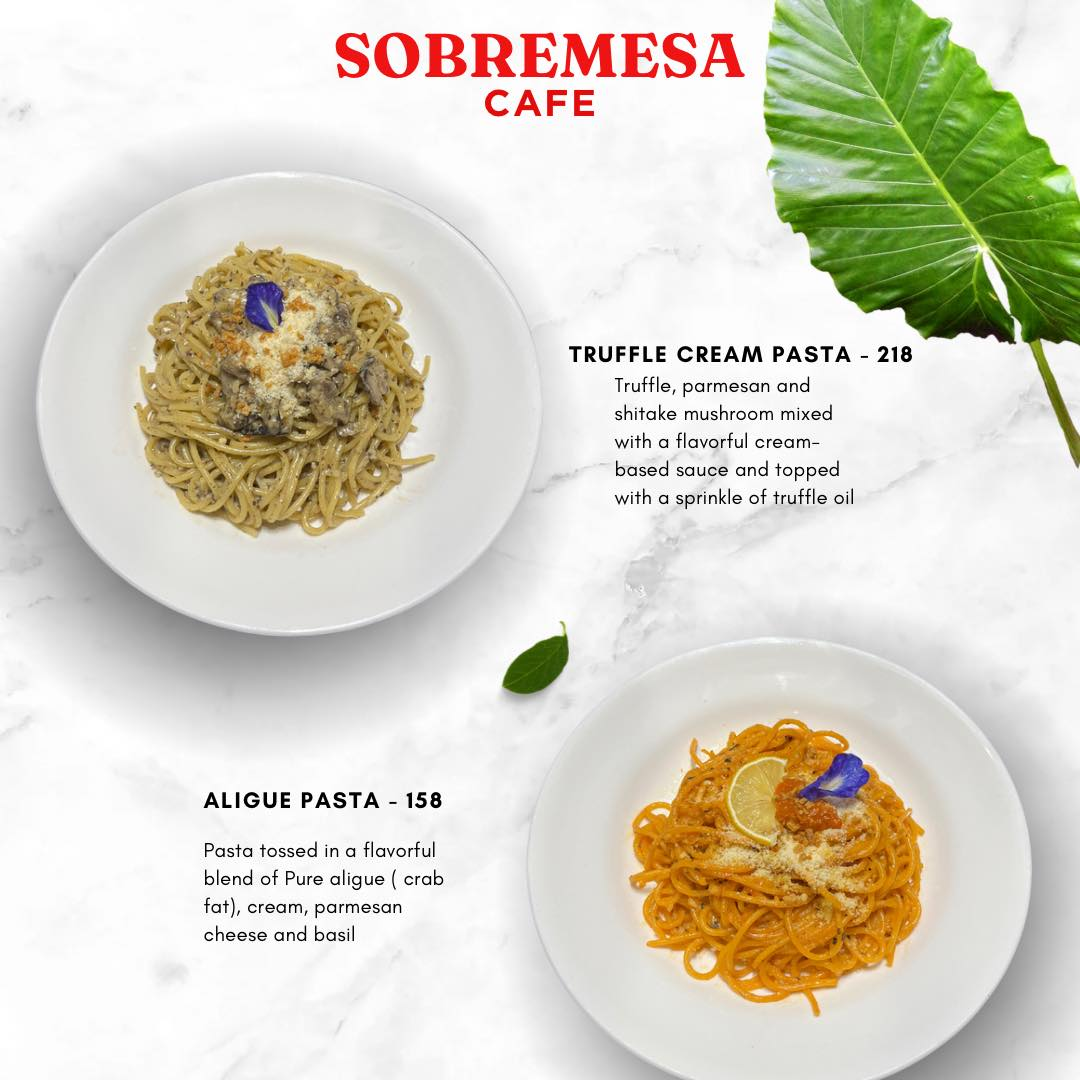 SOBREMESA
CAFE
TRUFFLE CREAM PASTA - 218
Truffle, parmesan and
shitake mushroom mixed
with a flavorful cream-
based sauce and topped
with a sprinkle of truffle oil
ALIGUE PASTA - 158
Pasta tossed in a flavorful
blend of Pure aligue ( crab
fat), cream, parmesan
cheese and basil